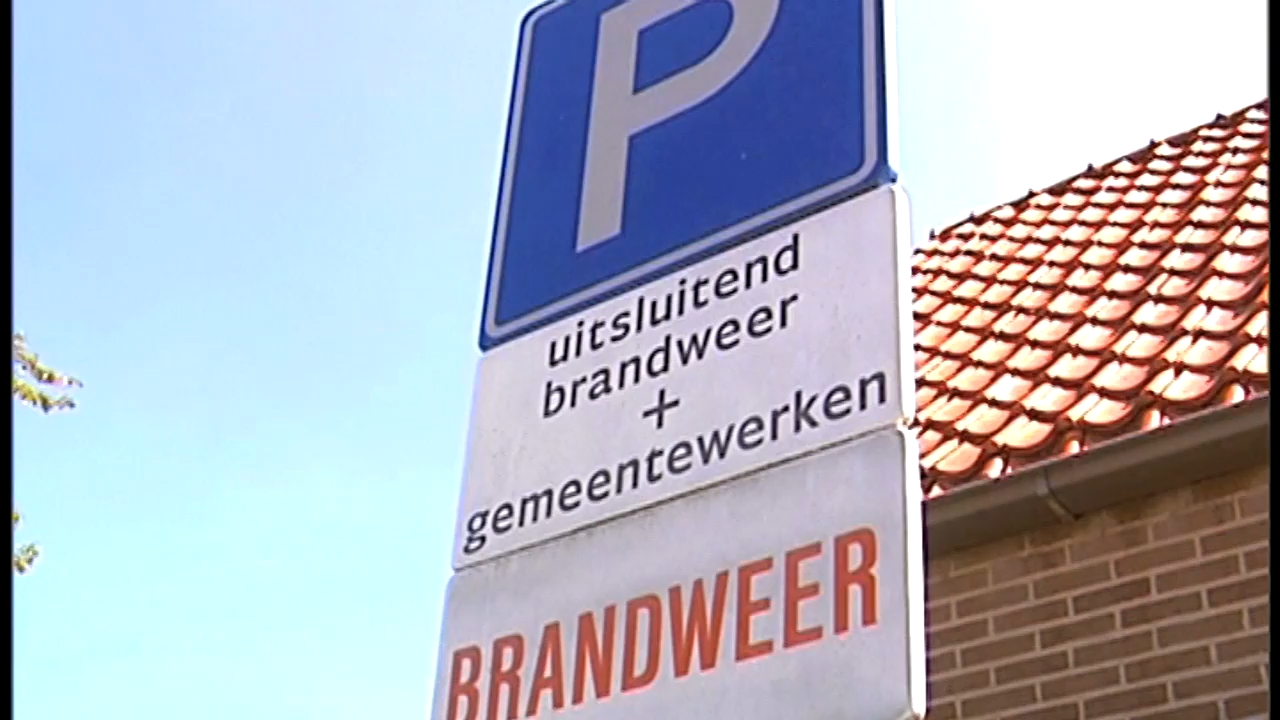 P
uitsluitend
brandweer
+
gemeentewerken
BRANDWEER